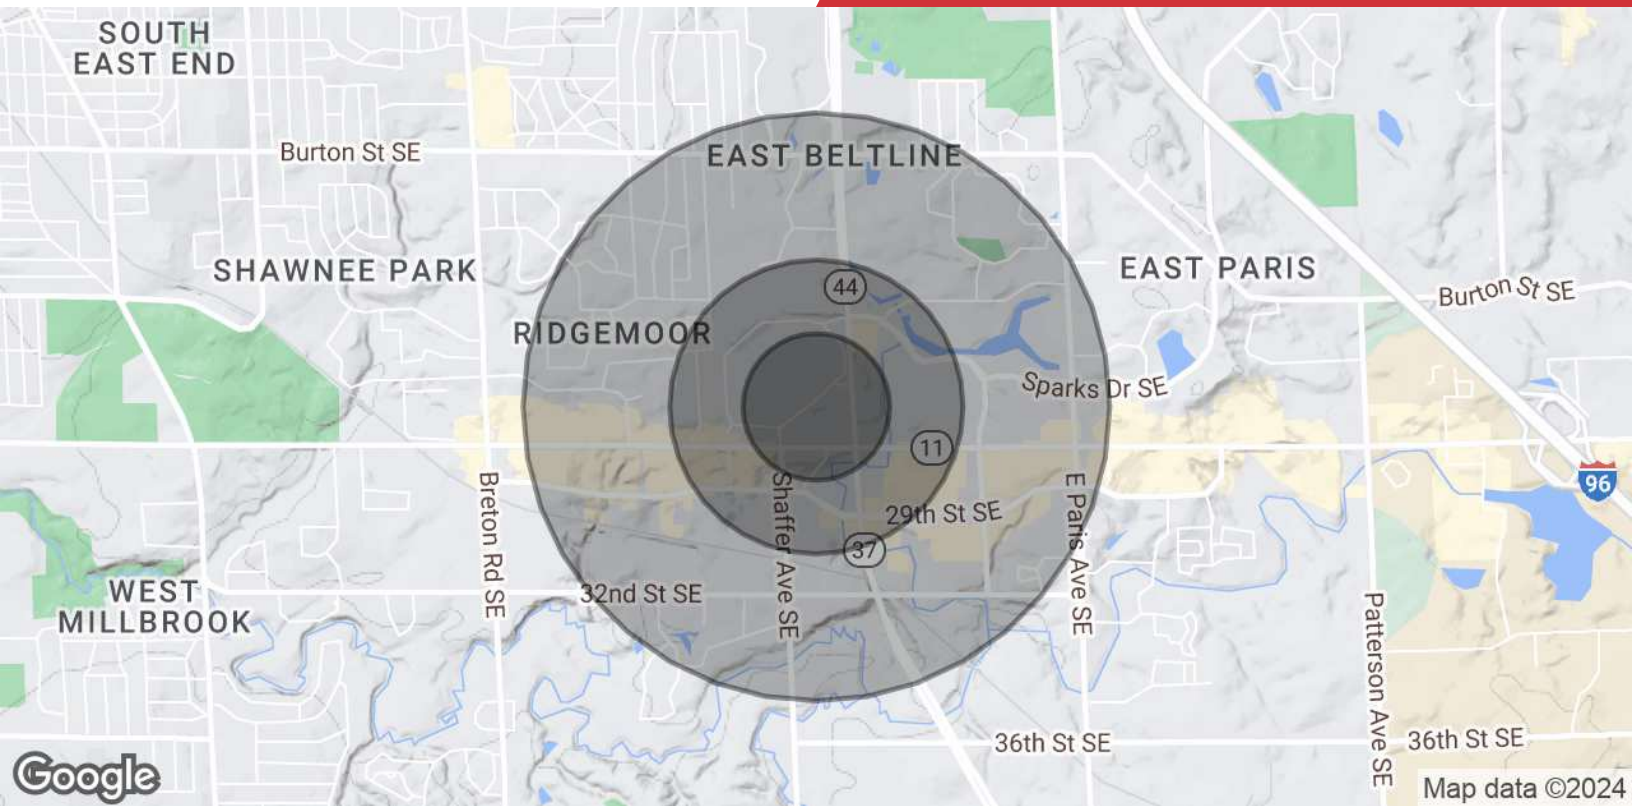 SOUTH
EAST END
Burton St SE
EAST BELTLINE
SHAWNEE PARK
EAST PARIS
44
Burton St SE
RIDGEMOOR
Sparks Dr SE
11
96
Breton Rd SE
Shaffer Ave SE
29th St SE
E Paris Ave SE
37
32nd St SE
WEST
MILLBROOK
Patterson Ave SE
36th St SE
36th St SE
Google
Map data ©2024